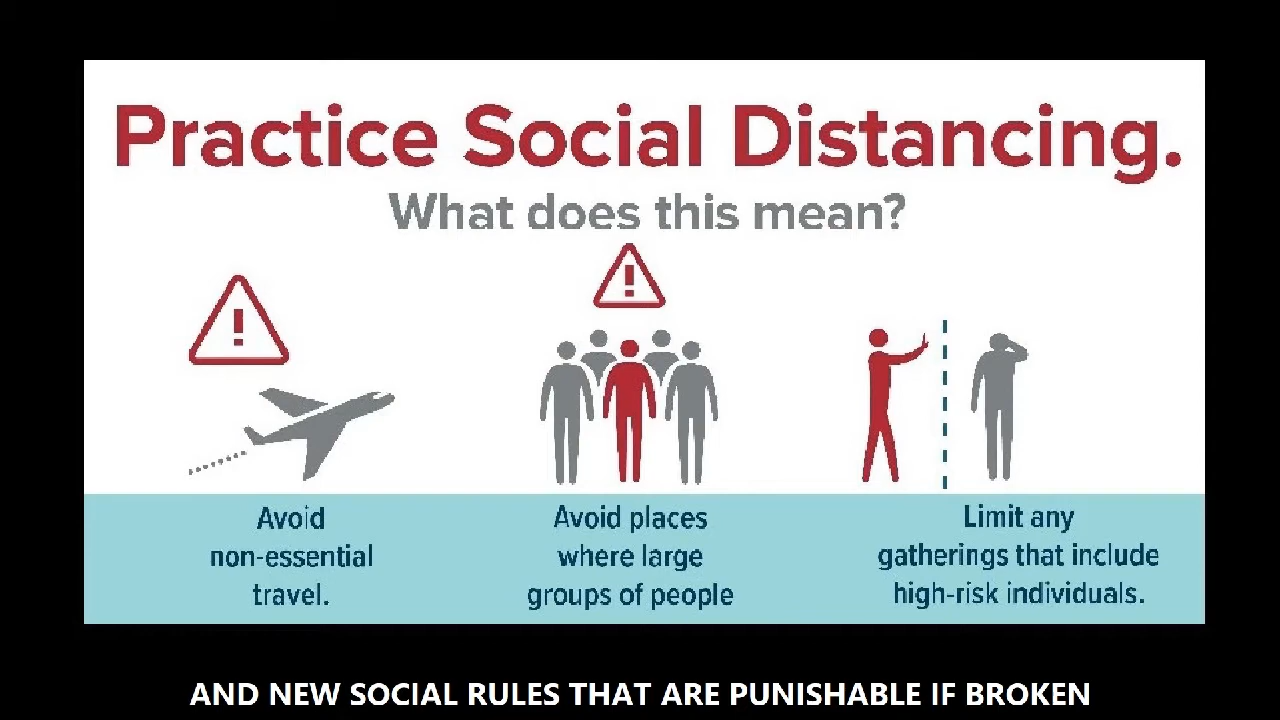 Practice Social Distancing.
What does this mean?
Avoid
non-essential
travel.
Avoid places
where large
groups of people
Limit any
gatherings that include
high-risk individuals.
AND NEW SOCIAL RULES THAT ARE PUNISHABLE IF BROKEN